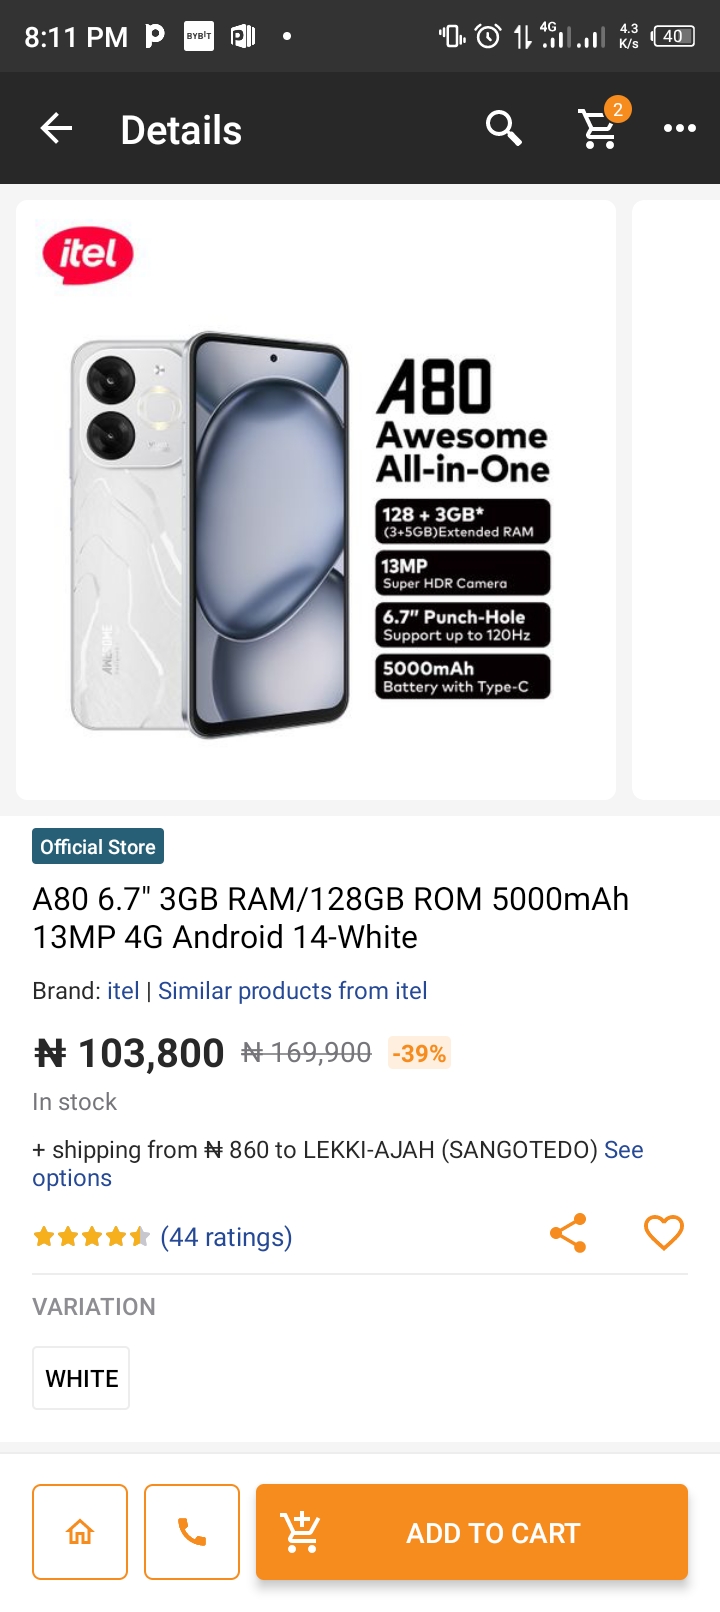 8:11 PM
BYBIT
4G
4.3
K/s
40
Details
2
itel
A80
Awesome
All-in-One
128 + 3GB*
(3+5GB)Extended RAM
13MP
Super HDR Camera
6.7" Punch-Hole
Support up to 120Hz
5000mAh
Battery with Type-C
AWESOME
Official Store
A80 6.7" 3GB RAM/128GB ROM 5000mAh
13MP 4G Android 14-White
Brand: itel | Similar products from itel
₦ 103,800 ₦ 169,900 -39%
In stock
+ shipping from ₦ 860 to LEKKI-AJAH (SANGOTEDO) See
options
(44 ratings)
VARIATION
WHITE
ADD TO CART